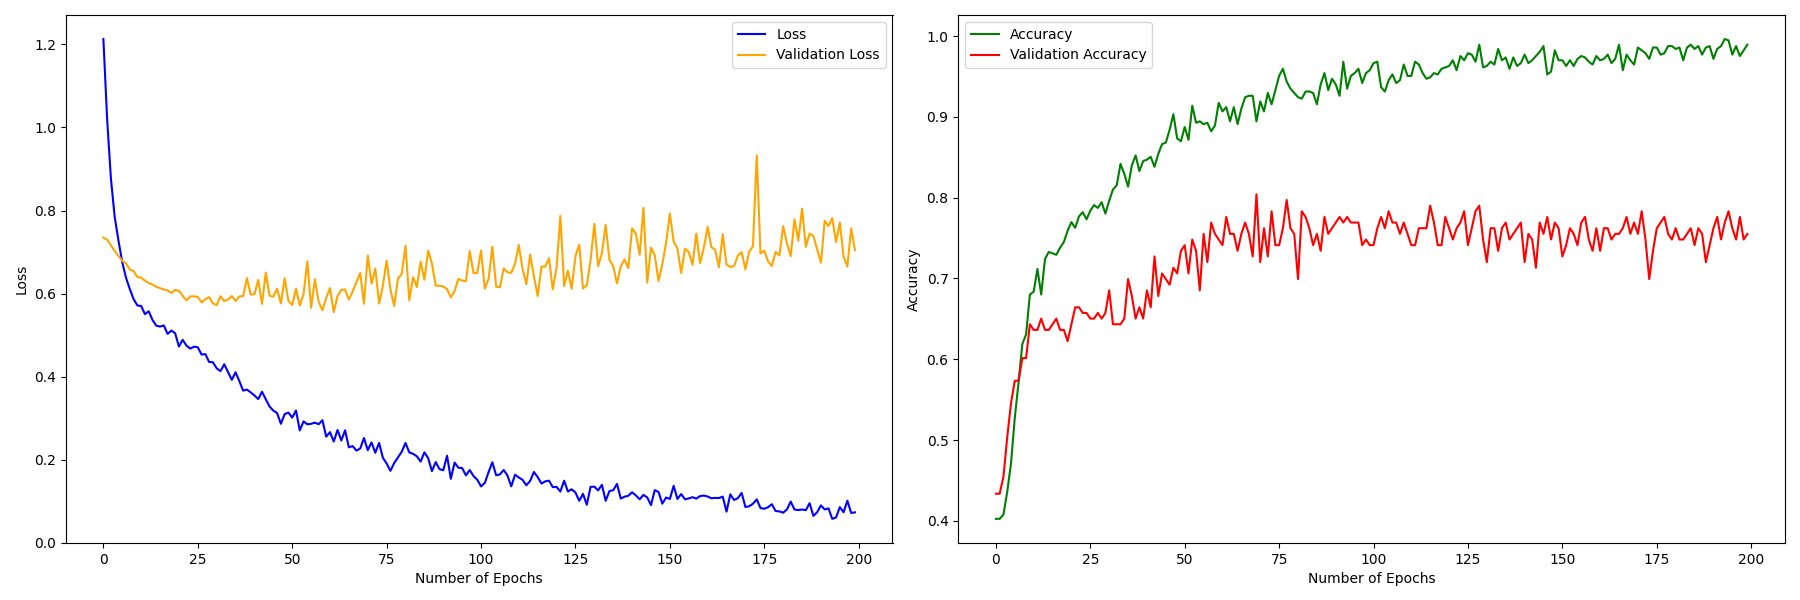 Loss
Validation Loss
1.2
1.0
0.8
0.6
0.4
0.2
0.0
Loss
0 25 50 75 100 125 150 175 200
Number of Epochs
Accuracy
Validation Accuracy
1.0
0.9
0.8
0.7
0.6
0.5
0.4
Accuracy
0 25 50 75 100 125 150 175 200
Number of Epochs